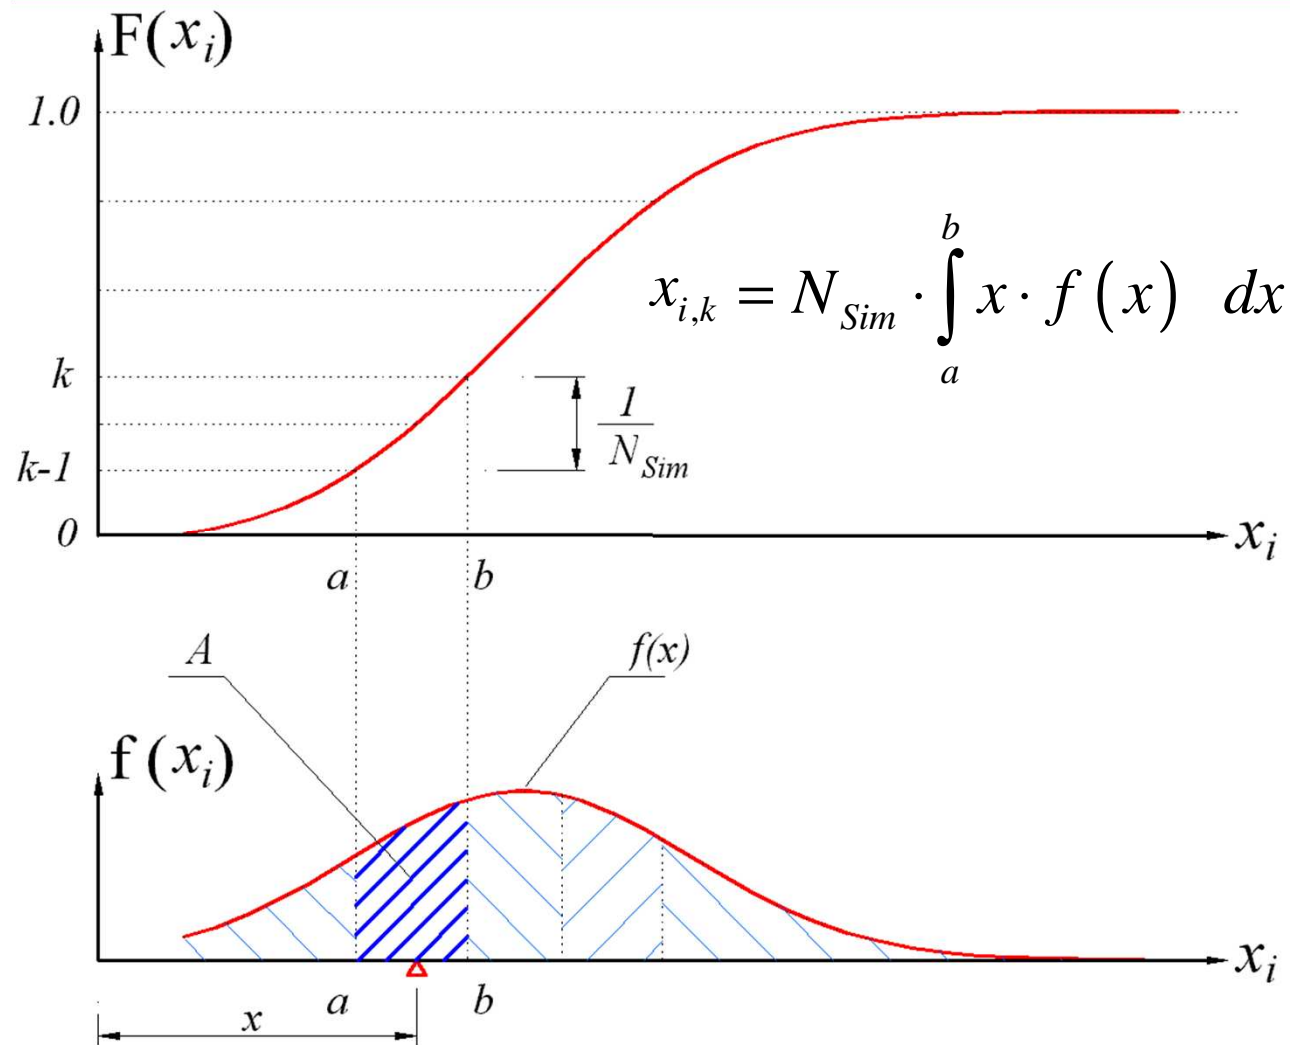 F(x_i)
1.0
x_{i,k} = N_{Sim} · ∫_a^b x · f(x) dx
k
1/N_{Sim}
k-1
0
x_i
a b
A f(x)
f(x_i)
x_i
a b
x